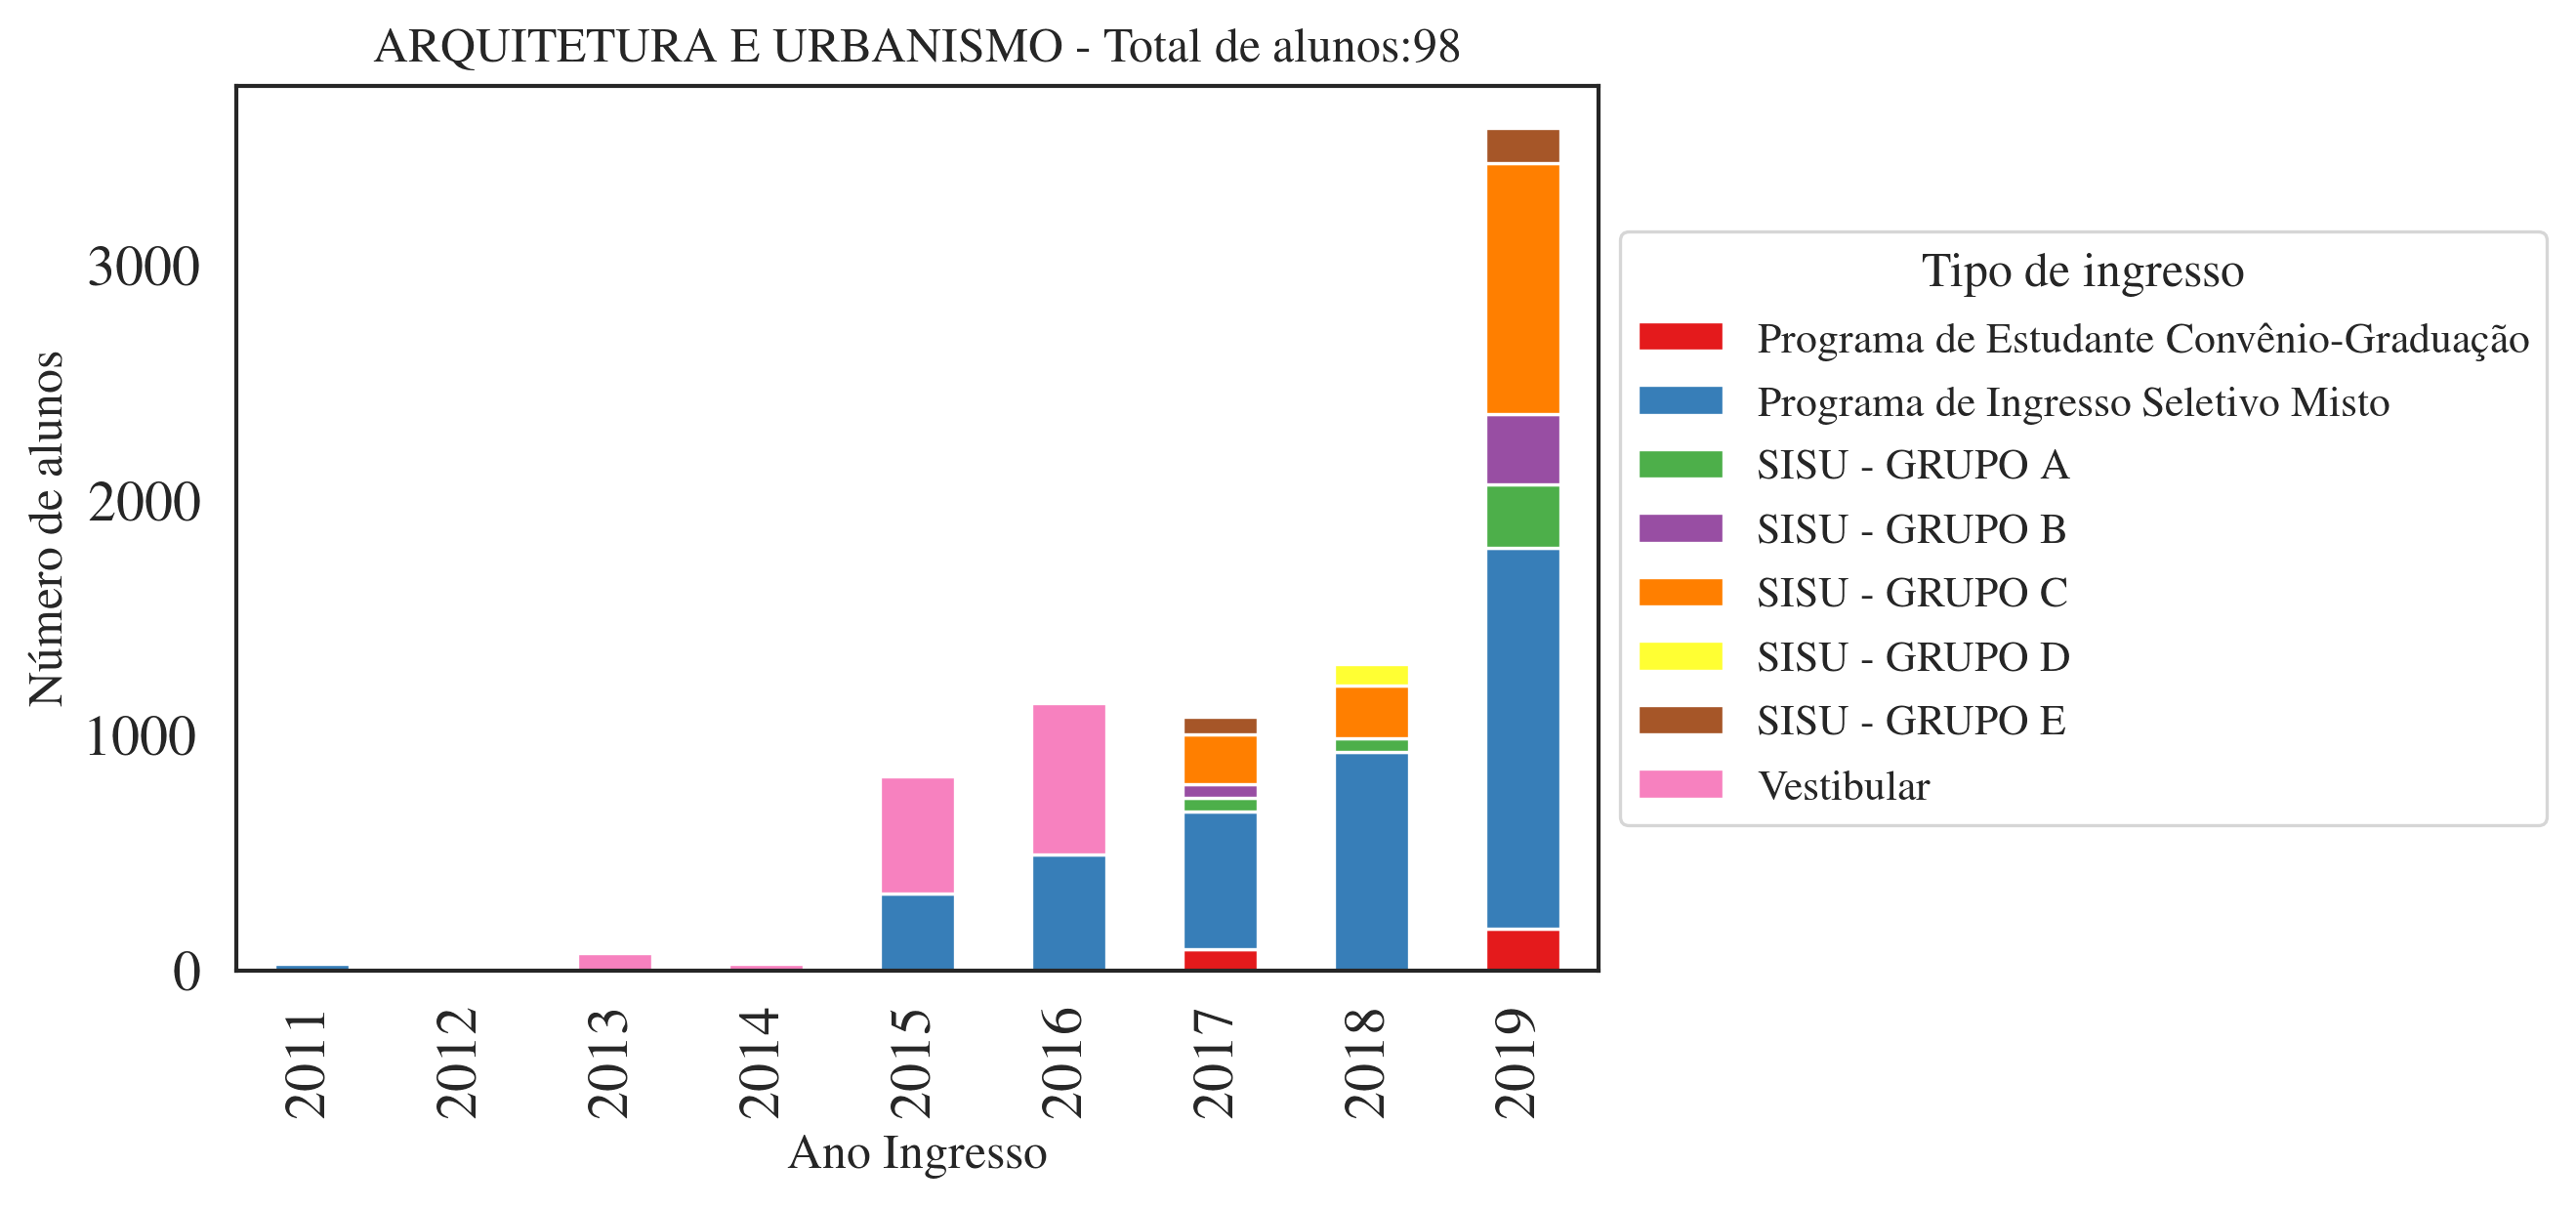 ARQUITETURA E URBANISMO - Total de alunos:98
Número de alunos
3000
2000
1000
0
2011
2012
2013
2014
2015
2016
2017
2018
2019
Ano Ingresso
Tipo de ingresso
Programa de Estudante Convênio-Graduação
Programa de Ingresso Seletivo Misto
SISU - GRUPO A
SISU - GRUPO B
SISU - GRUPO C
SISU - GRUPO D
SISU - GRUPO E
Vestibular